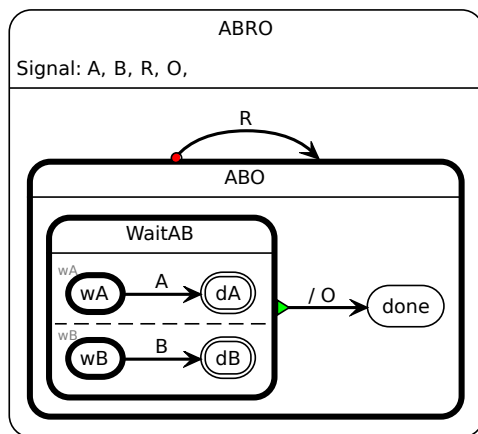 ABRO
Signal: A, B, R, O,
R
ABO
WaitAB
wA
wA
A
dA
/ O
done
wB
wB
B
dB